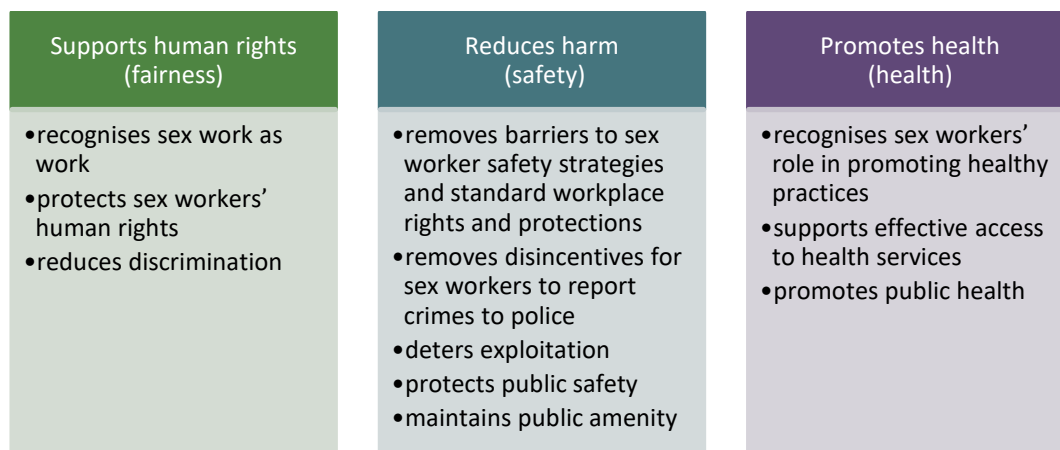 Supports human rights
(fairness)
•recognises sex work as
work
•protects sex workers’
human rights
•reduces discrimination
Reduces harm
(safety)
•removes barriers to sex
worker safety strategies
and standard workplace
rights and protections
•removes disincentives for
sex workers to report
crimes to police
•deters exploitation
•protects public safety
•maintains public amenity
Promotes health
(health)
•recognises sex workers’
role in promoting healthy
practices
•supports effective access
to health services
•promotes public health